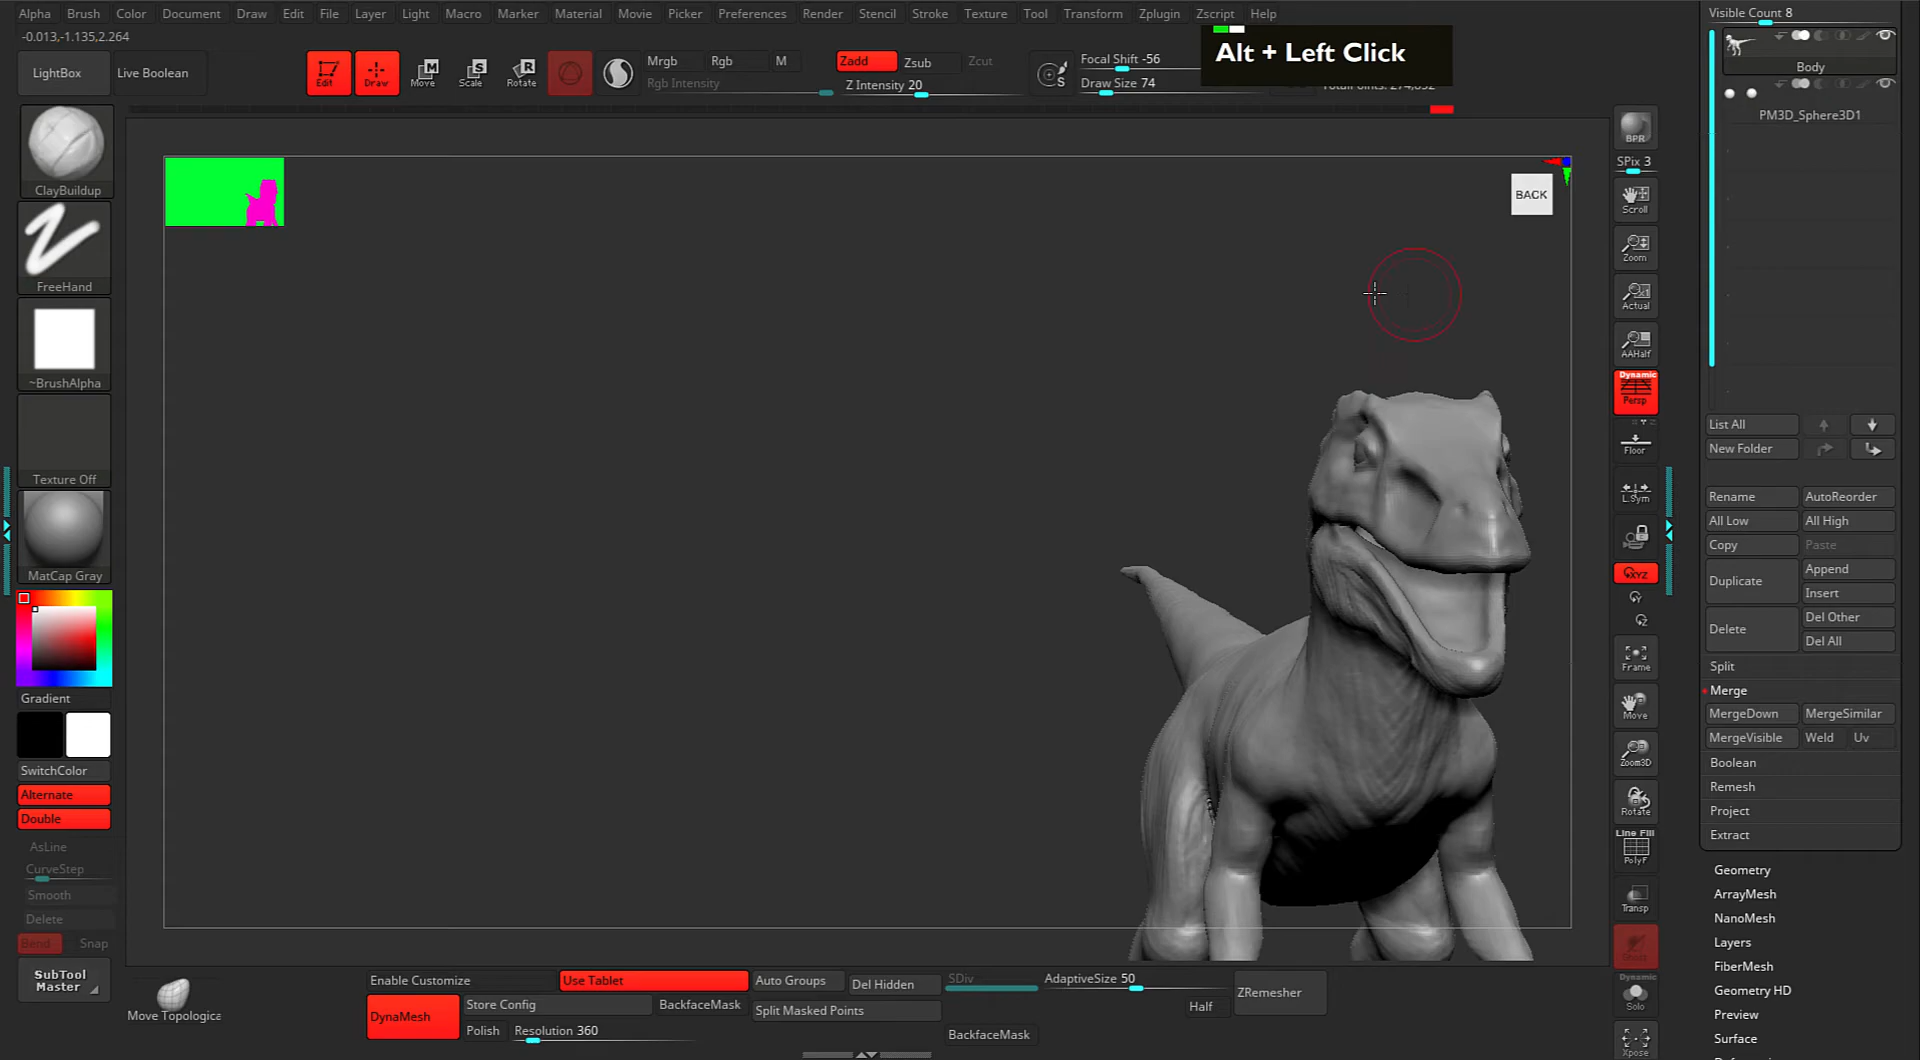 Alpha Brush Color Document Draw Edit File Layer Light Macro Marker Material Movie Picker Preferences Render Stencil Stroke Texture Tool Transform Zplugin Zscript Help
-0.013,-1.135,2.264
Alt + Left Click
LightBox
Live Boolean
Edit
Draw
Move
Scale
Rotate
Mrgb Rgb M
Rgb Intensity
Zadd Zsub Zcut
Z Intensity 20
Focal Shift -56
Draw Size 74
ClayBuildup
FreeHand
~BrushAlpha
Texture Off
MatCap Gray
Gradient
SwitchColor
Alternate
Double
AsLine
CurveStep
Smooth
Delete
Bend Snap
SubTool
Master
Move Topologica
BACK
Enable Customize
Use Tablet
Auto Groups
Del Hidden
SDiv
AdaptiveSize 50
ZRemesher
DynaMesh
Store Config
BackfaceMask
Split Masked Points
Half
Polish
Resolution 360
BackfaceMask
BPR
SPix 3
Scroll
Zoom
Actual
AAHalf
Dynamic
Persp
Floor
L.Sym
XYZ
Frame
Move
Zoom3D
Rotate
Line Fill
PolyF
Transp
Dynamic
Solo
Xpose
Visible Count 8
Body
PM3D_Sphere3D1
List All
New Folder
Rename AutoReorder
All Low All High
Copy Paste
Duplicate Append
Insert
Delete Del Other
Del All
Split
Merge
MergeDown MergeSimilar
MergeVisible Weld Uv
Boolean
Remesh
Project
Extract
Geometry
ArrayMesh
NanoMesh
Layers
FiberMesh
Geometry HD
Preview
Surface